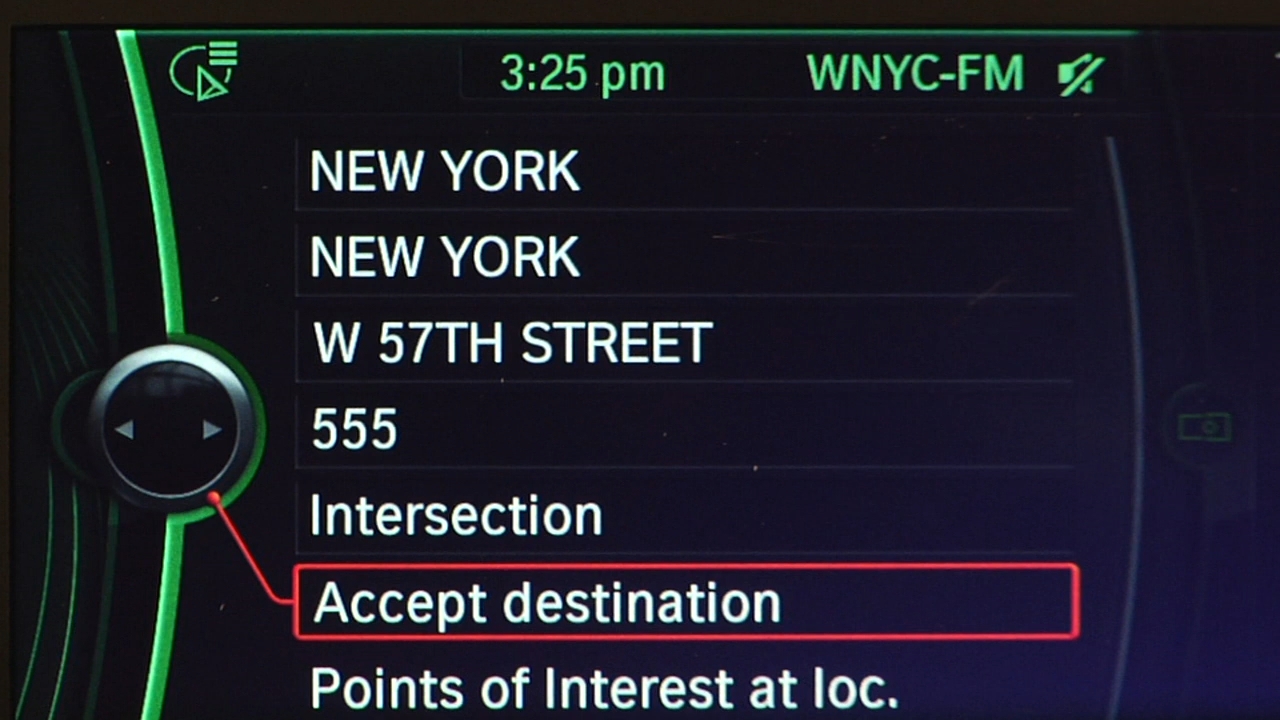 3:25 pm WNYC-FM
NEW YORK
NEW YORK
W 57TH STREET
555
Intersection
Accept destination
Points of Interest at loc.